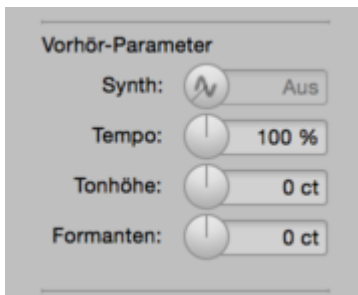 Vorhör-Parameter
Synth: Aus
Tempo: 100 %
Tonhöhe: 0 ct
Formanten: 0 ct